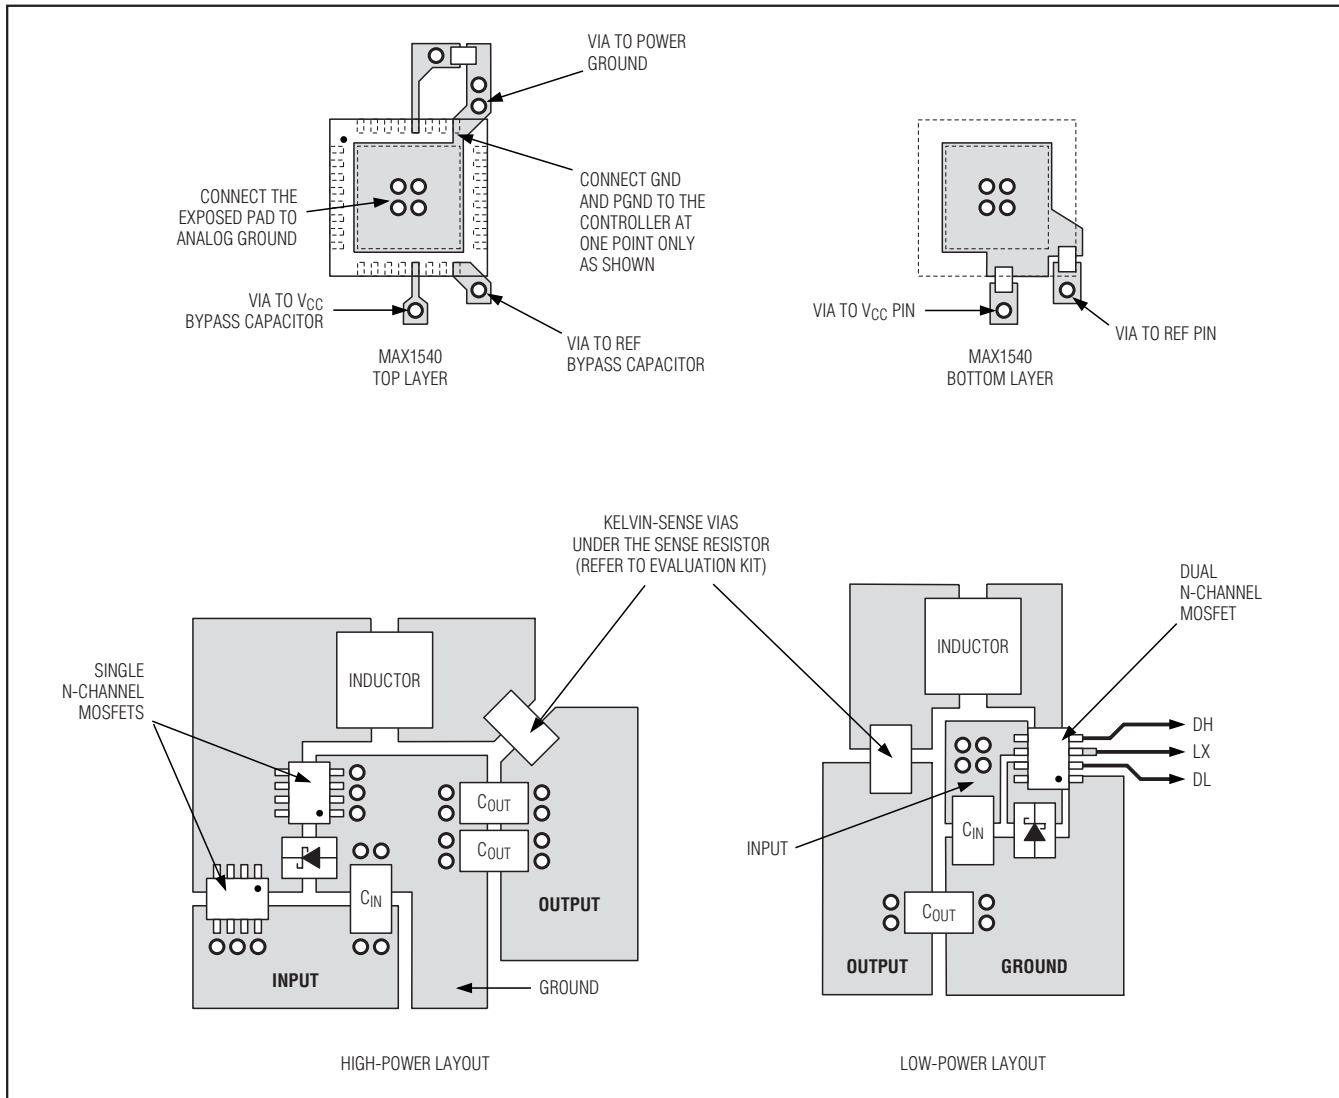 VIA TO POWER
GROUND
CONNECT THE
EXPOSED PAD TO
ANALOG GROUND
CONNECT GND
AND PGND TO THE
CONTROLLER AT
ONE POINT ONLY
AS SHOWN
VIA TO VCC
BYPASS CAPACITOR
VIA TO REF
BYPASS CAPACITOR
MAX1540
TOP LAYER
VIA TO VCC PIN
VIA TO REF PIN
MAX1540
BOTTOM LAYER
KELVIN-SENSE VIAS
UNDER THE SENSE RESISTOR
(REFER TO EVALUATION KIT)
SINGLE
N-CHANNEL
MOSFETS
INDUCTOR
COUT
COUT
CIN
OUTPUT
INPUT
GROUND
HIGH-POWER LAYOUT
DUAL
N-CHANNEL
MOSFET
INDUCTOR
DH
LX
DL
INPUT
CIN
COUT
OUTPUT
GROUND
LOW-POWER LAYOUT